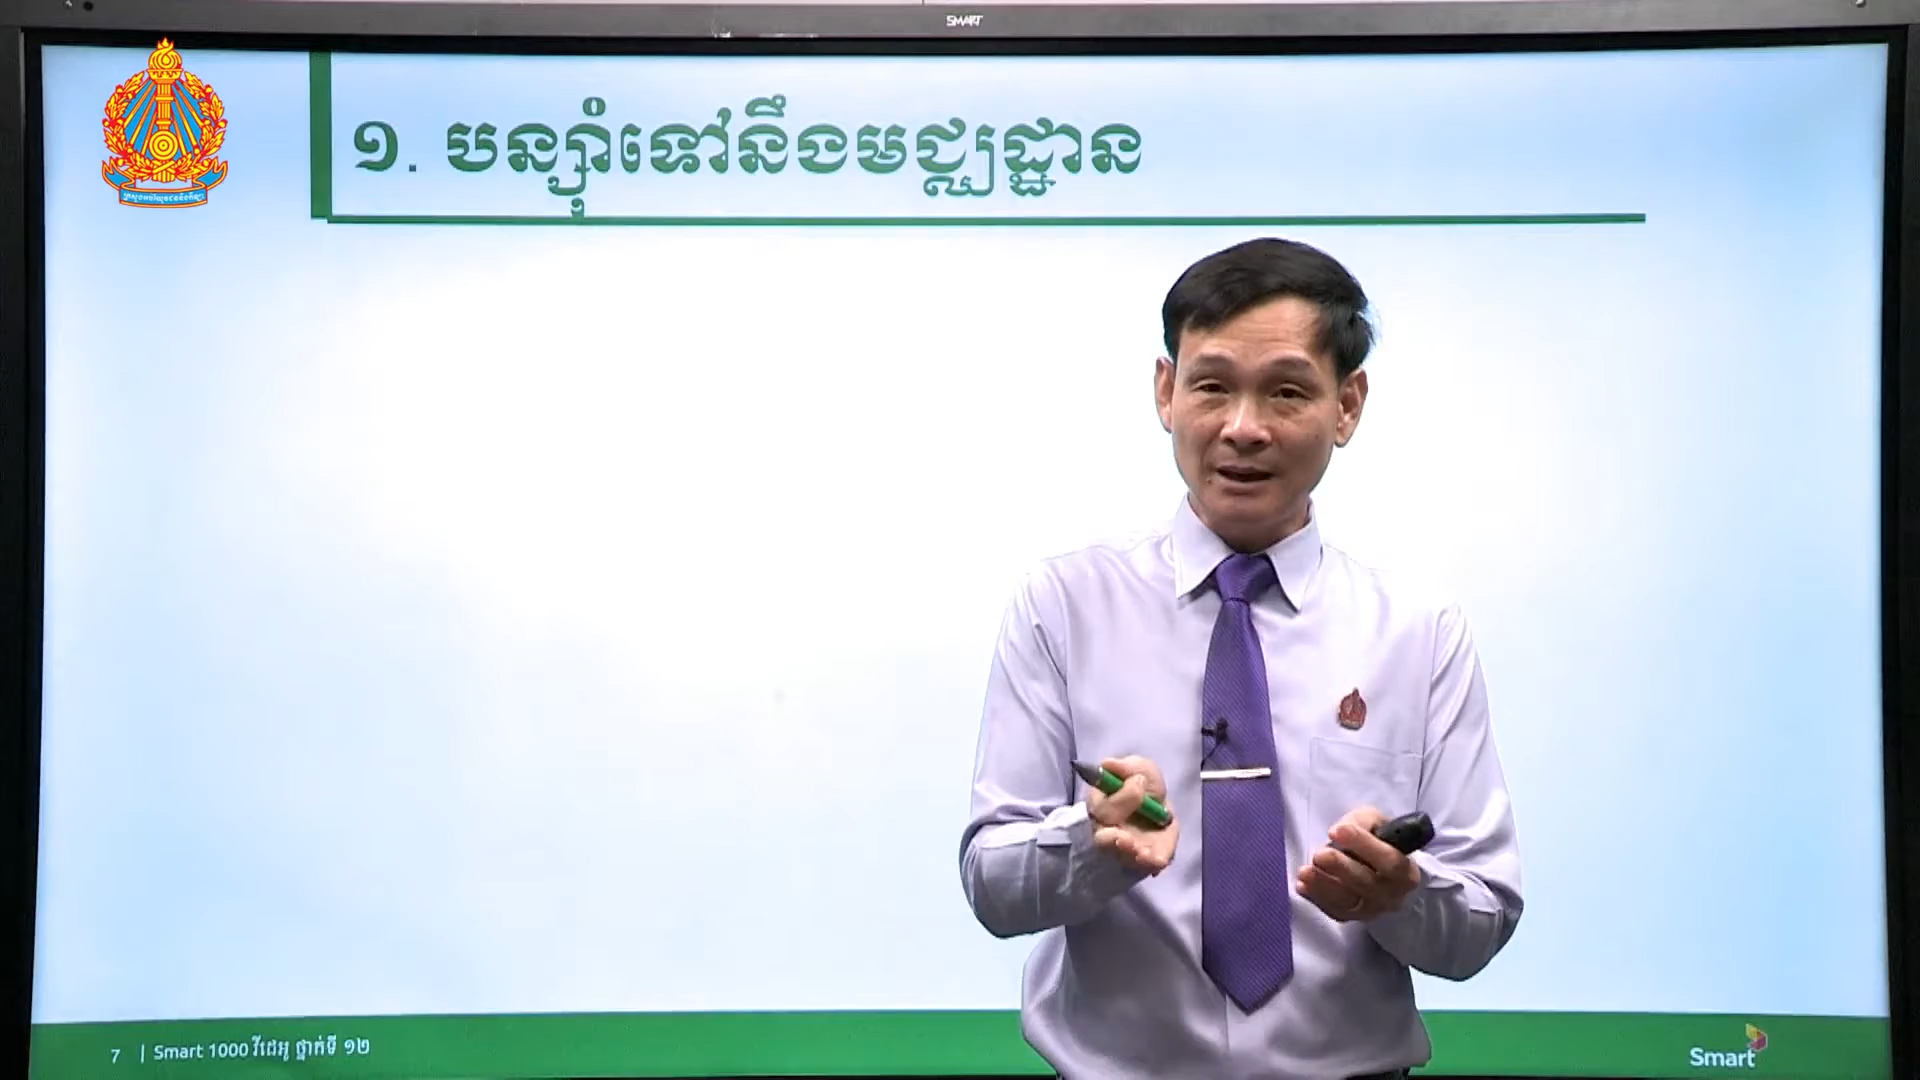 SMART
១. បន្ស៊ាំទៅនឹងមជ្ឈដ្ឋាន
7 | Smart 1000 វីដេអូ ថ្នាក់ទី ១២
Smart